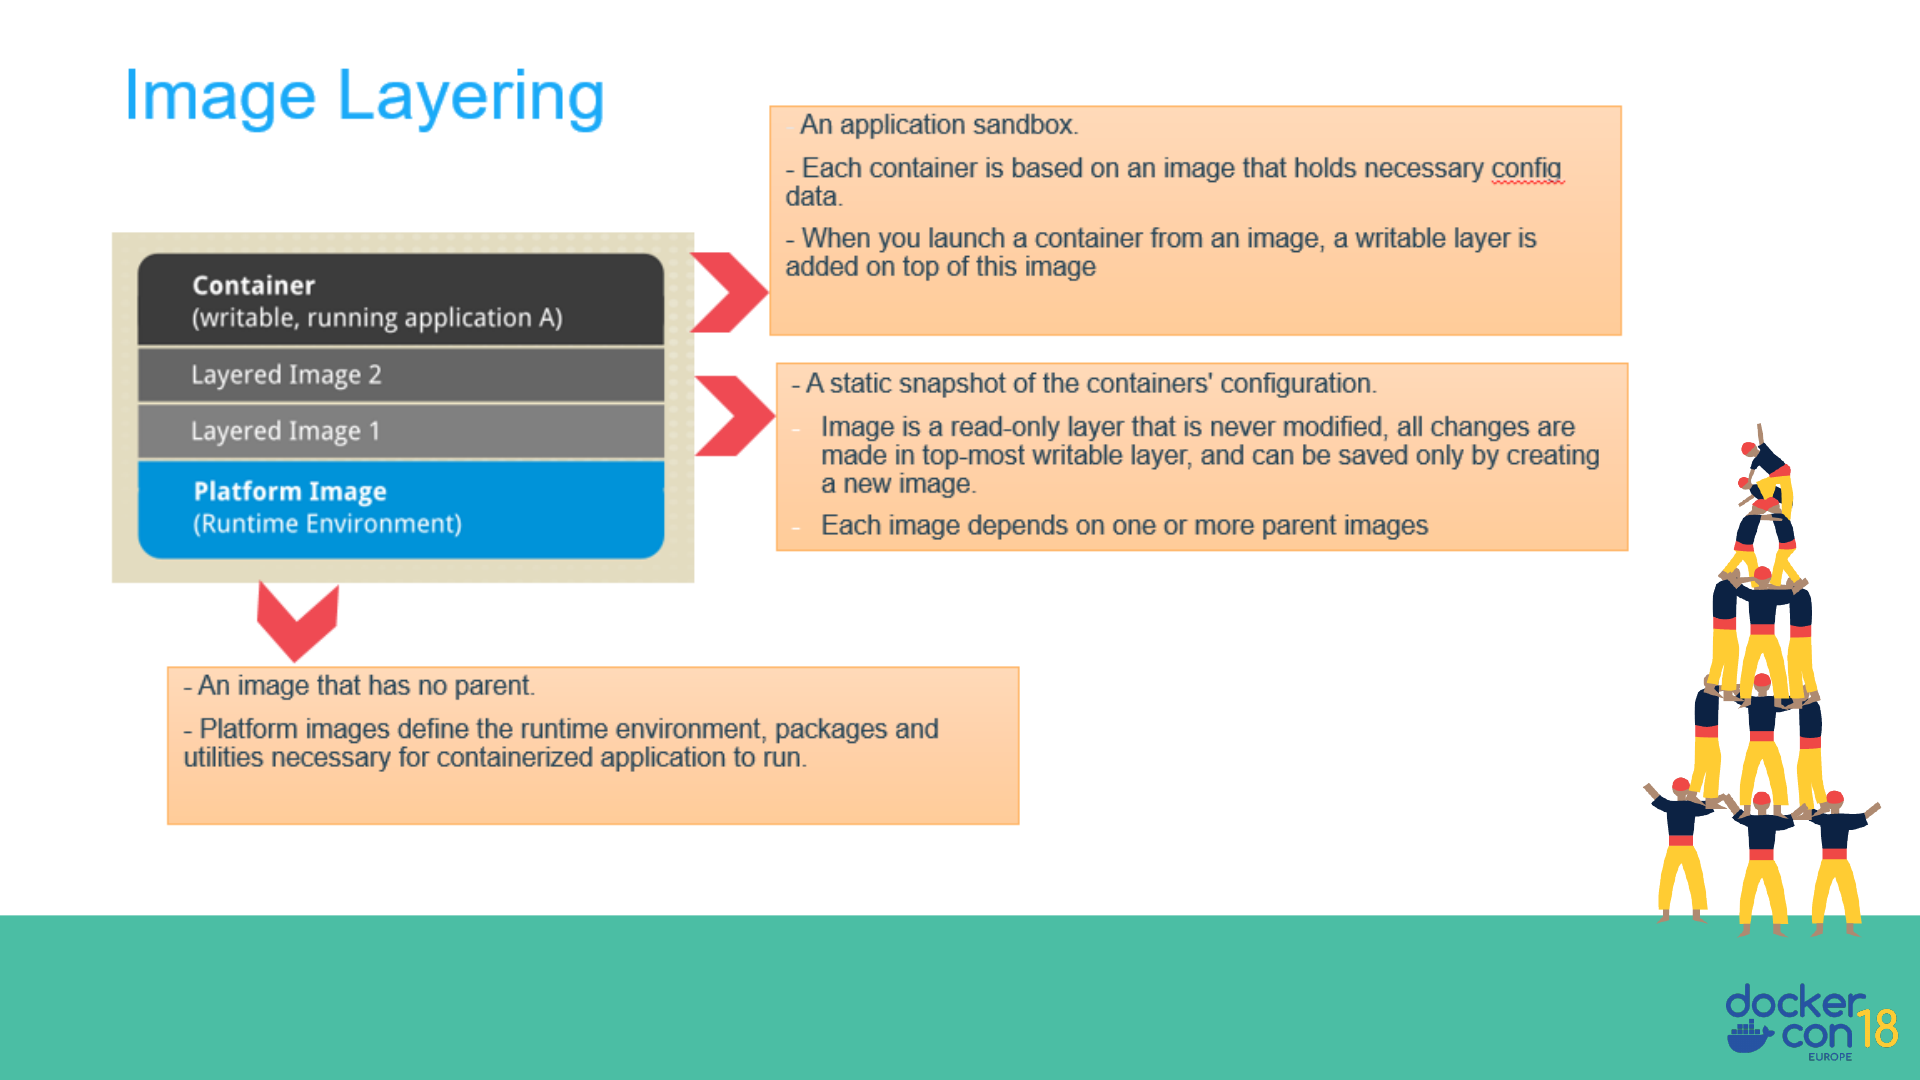 Image Layering
An application sandbox.
- Each container is based on an image that holds necessary config
data.
- When you launch a container from an image, a writable layer is
added on top of this image
Container
(writable, running application A)
Layered Image 2
Layered Image 1
Platform Image
(Runtime Environment)
- A static snapshot of the containers' configuration.
- Image is a read-only layer that is never modified, all changes are
made in top-most writable layer, and can be saved only by creating
a new image.
- Each image depends on one or more parent images
- An image that has no parent.
- Platform images define the runtime environment, packages and
utilities necessary for containerized application to run.
docker
con 18
EUROPE